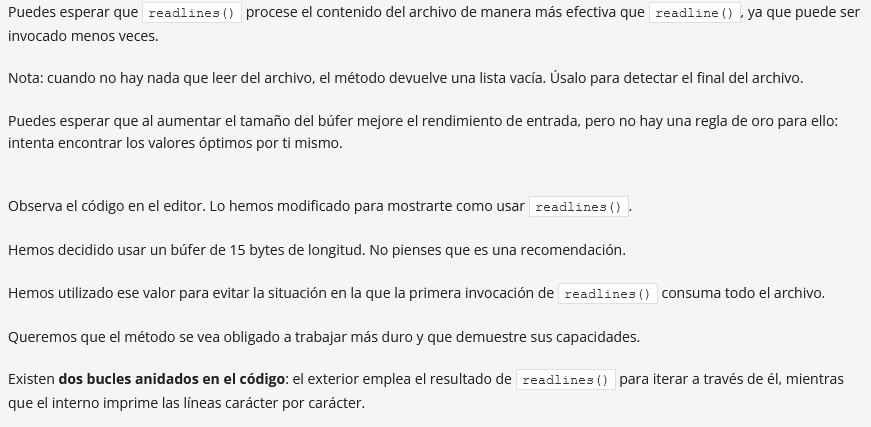 Puedes esperar que readlines() procese el contenido del archivo de manera más efectiva que readline(), ya que puede ser
invocado menos veces.
Nota: cuando no hay nada que leer del archivo, el método devuelve una lista vacía. Úsalo para detectar el final del archivo.
Puedes esperar que al aumentar el tamaño del búfer mejore el rendimiento de entrada, pero no hay una regla de oro para ello:
intenta encontrar los valores óptimos por ti mismo.
Observa el código en el editor. Lo hemos modificado para mostrarte como usar readlines().
Hemos decidido usar un búfer de 15 bytes de longitud. No pienses que es una recomendación.
Hemos utilizado ese valor para evitar la situación en la que la primera invocación de readlines() consuma todo el archivo.
Queremos que el método se vea obligado a trabajar más duro y que demuestre sus capacidades.
Existen dos bucles anidados en el código: el exterior emplea el resultado de readlines() para iterar a través de él, mientras
que el interno imprime las líneas carácter por carácter.